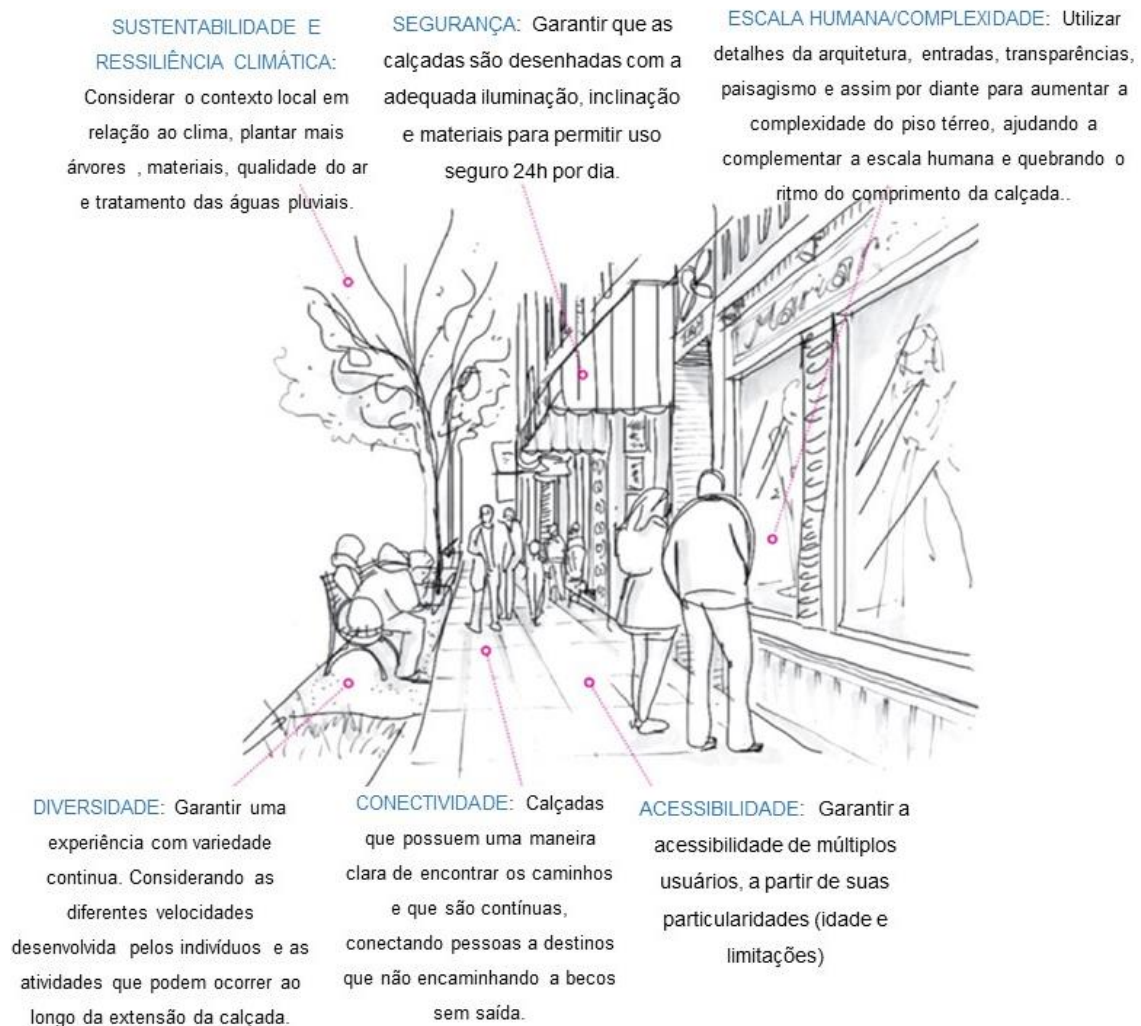 SUSTENTABILIDADE E
RESSILIÊNCIA CLIMÁTICA:
Considerar o contexto local em
relação ao clima, plantar mais
árvores , materiais, qualidade do ar
e tratamento das águas pluviais.
SEGURANÇA: Garantir que as
calçadas são desenhadas com a
adequada iluminação, inclinação
e materiais para permitir uso
seguro 24h por dia.
ESCALA HUMANA/COMPLEXIDADE: Utilizar
detalhes da arquitetura, entradas, transparências,
paisagismo e assim por diante para aumentar a
complexidade do piso térreo, ajudando a
complementar a escala humana e quebrando o
ritmo do comprimento da calçada..
DIVERSIDADE: Garantir uma
experiência com variedade
continua. Considerando as
diferentes velocidades
desenvolvida pelos indivíduos e as
atividades que podem ocorrer ao
longo da extensão da calçada.
CONECTIVIDADE: Calçadas
que possuem uma maneira
clara de encontrar os caminhos
e que são contínuas,
conectando pessoas a destinos
que não encaminhando a becos
sem saída.
ACESSIBILIDADE: Garantir a
acessibilidade de múltiplos
usuários, a partir de suas
particularidades (idade e
limitações)